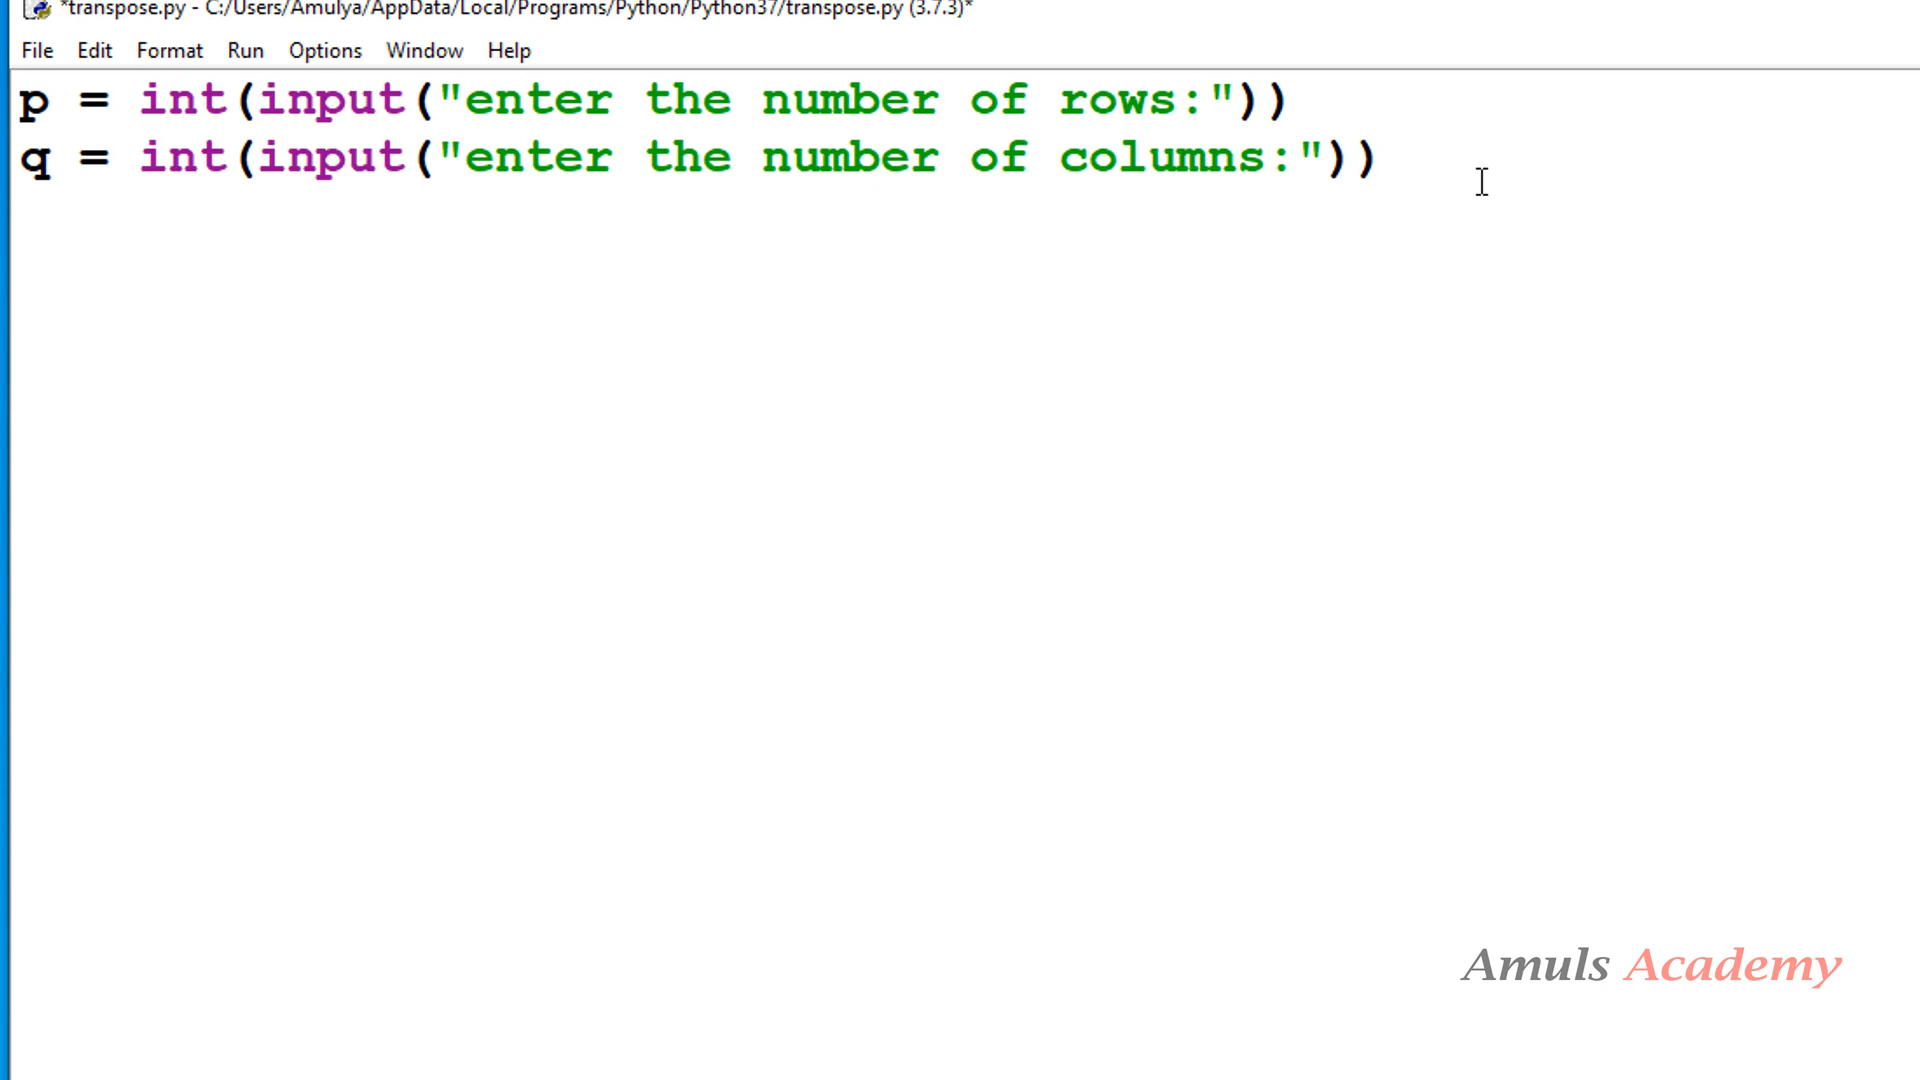 *transpose.py - C:/Users/Amulya/AppData/Local/Programs/Python/Python37/transpose.py (3.7.3)*
File Edit Format Run Options Window Help
p = int(input("enter the number of rows:"))
q = int(input("enter the number of columns:"))
Amuls Academy